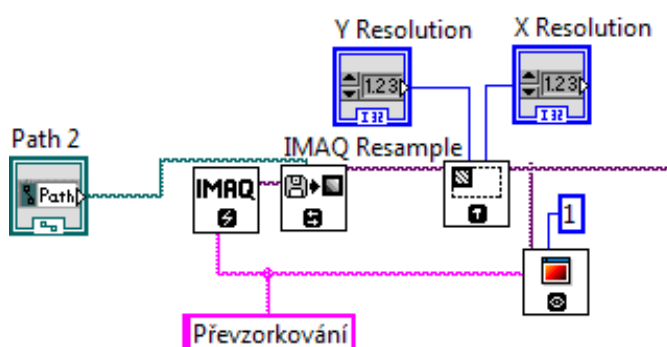 Y Resolution
X Resolution
1.23
I32
1.23
I32
Path 2
Path
IMAQ Resample
IMAQ
1
Převzorkování